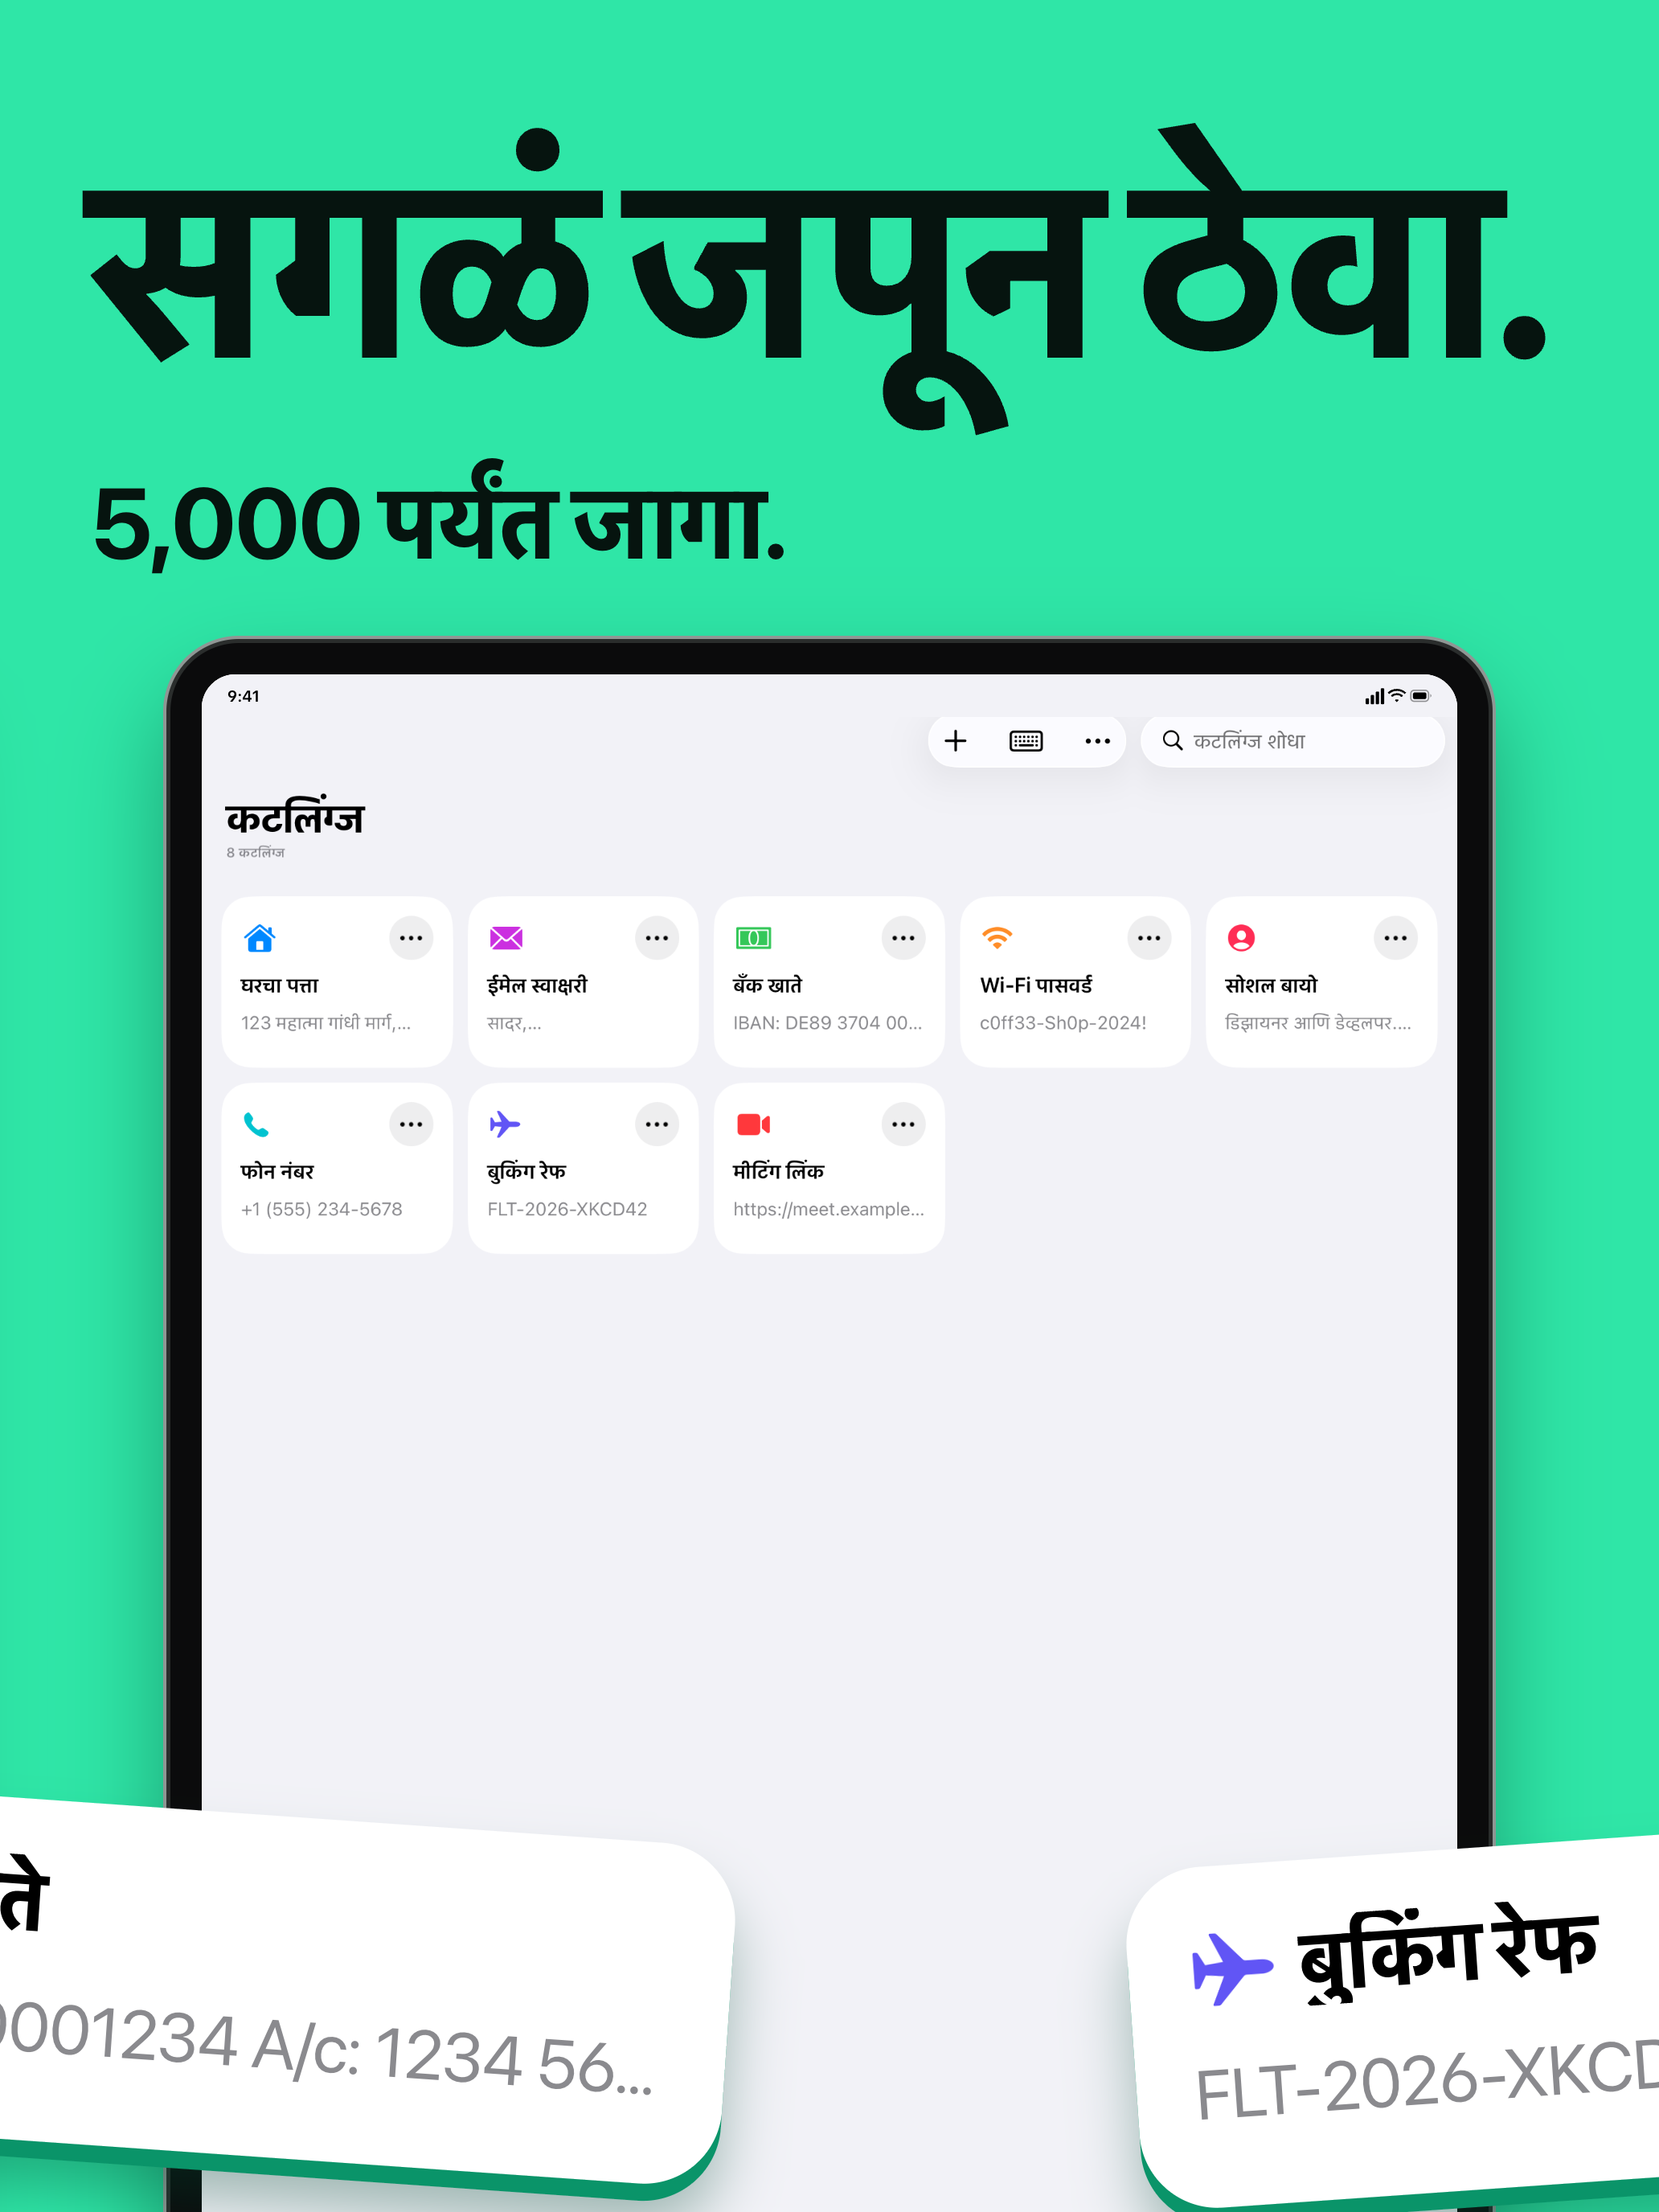 सगळं जपून ठेवा.
5,000 पर्यंत जागा.
9:41
कटलिंग्ज शोधा
कटलिंग्ज
8 कटलिंग्ज
घरचा पत्ता
123 महात्मा गांधी मार्ग,...
ईमेल स्वाक्षरी
सादर,...
बँक खाते
IBAN: DE89 3704 00...
Wi-Fi पासवर्ड
c0ff33-Sh0p-2024!
सोशल बायो
डिझायनर आणि डेव्हलपर....
फोन नंबर
+1 (555) 234-5678
बुकिंग रेफ
FLT-2026-XKCD42
मीटिंग लिंक
https://meet.example...
ते
0001234 A/c: 1234 56...
बुकिंग रेफ
FLT-2026-XKCD